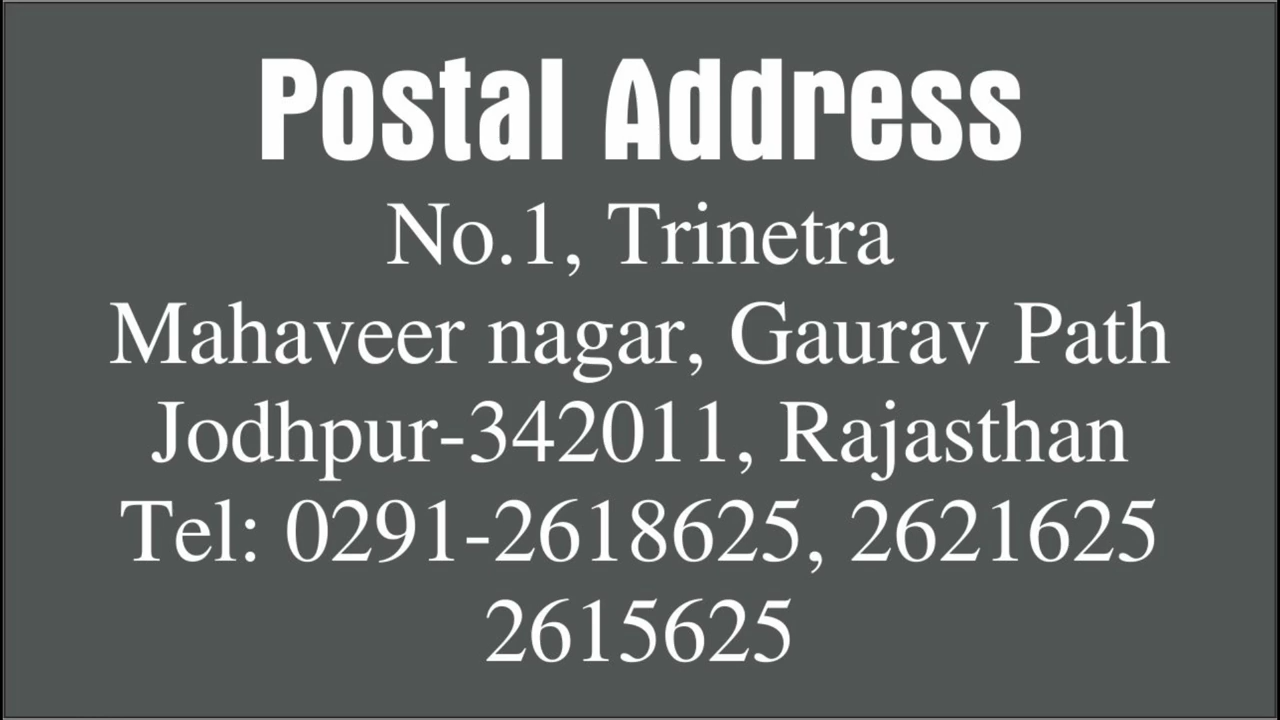 Postal Address
No.1, Trinetra
Mahaveer nagar, Gaurav Path
Jodhpur-342011, Rajasthan
Tel: 0291-2618625, 2621625
2615625